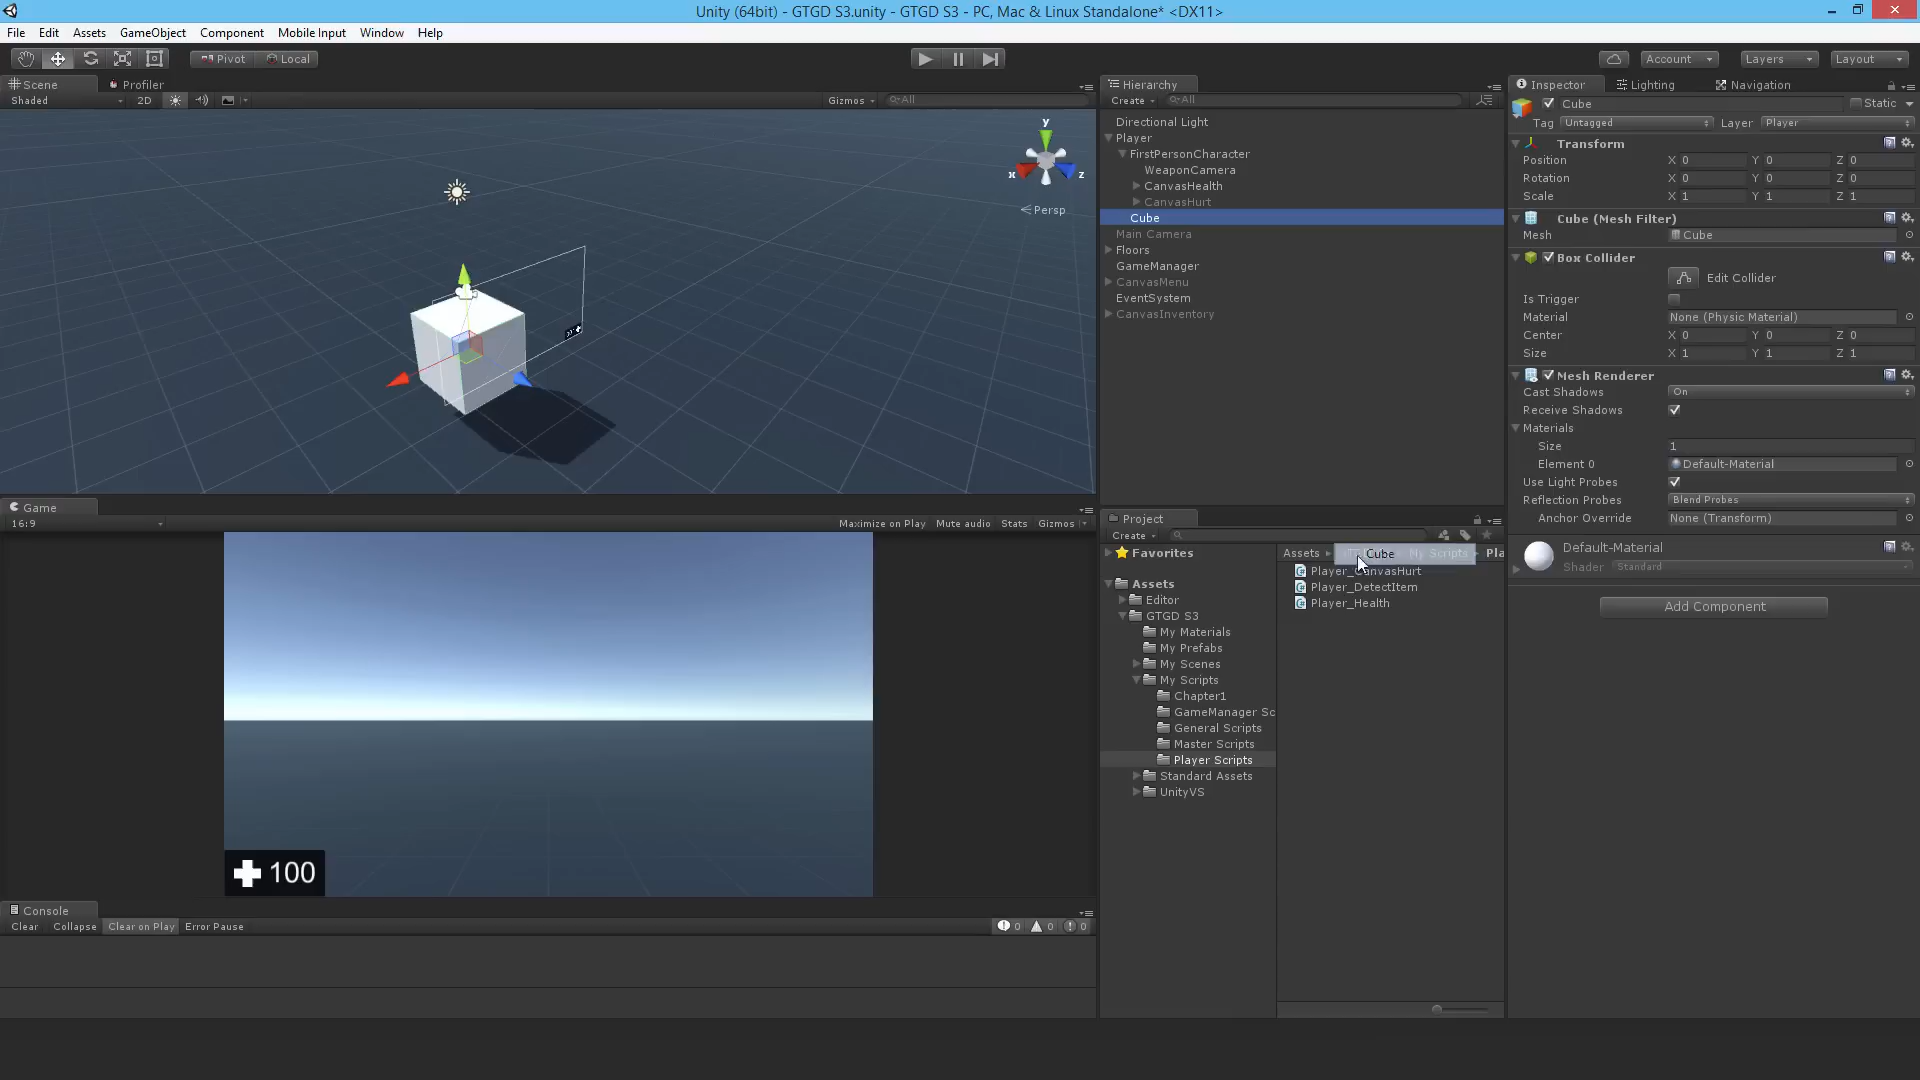 Unity (64bit) - GTGD S3.unity - GTGD S3 - PC, Mac & Linux Standalone* <DX11>
File Edit Assets GameObject Component Mobile Input Window Help
Pivot Local Account Layers Layout
Scene Profiler
Shaded 2D Gizmos All
y
x z
Persp
Game
16:9 Maximize on Play Mute audio Stats Gizmos
100
Console
Clear Collapse Clear on Play Error Pause 0 0 0
Hierarchy
Create All
Directional Light
Player
FirstPersonCharacter
WeaponCamera
CanvasHealth
CanvasHurt
Cube
Main Camera
Floors
GameManager
CanvasMenu
EventSystem
CanvasInventory
Project
Create
Favorites
Assets
Editor
GTGD S3
My Materials
My Prefabs
My Scenes
My Scripts
Chapter1
GameManager Sc
General Scripts
Master Scripts
Player Scripts
Standard Assets
UnityVS
Assets Cube My Scripts Pla
Player_CanvasHurt
Player_DetectItem
Player_Health
Inspector Lighting Navigation
Cube Static
Tag Untagged Layer Player
Transform
Position X 0 Y 0 Z 0
Rotation X 0 Y 0 Z 0
Scale X 1 Y 1 Z 1
Cube (Mesh Filter)
Mesh Cube
Box Collider
Edit Collider
Is Trigger
Material None (Physic Material)
Center X 0 Y 0 Z 0
Size X 1 Y 1 Z 1
Mesh Renderer
Cast Shadows On
Receive Shadows
Materials
Size 1
Element 0 Default-Material
Use Light Probes
Reflection Probes Blend Probes
Anchor Override None (Transform)
Default-Material
Shader Standard
Add Component